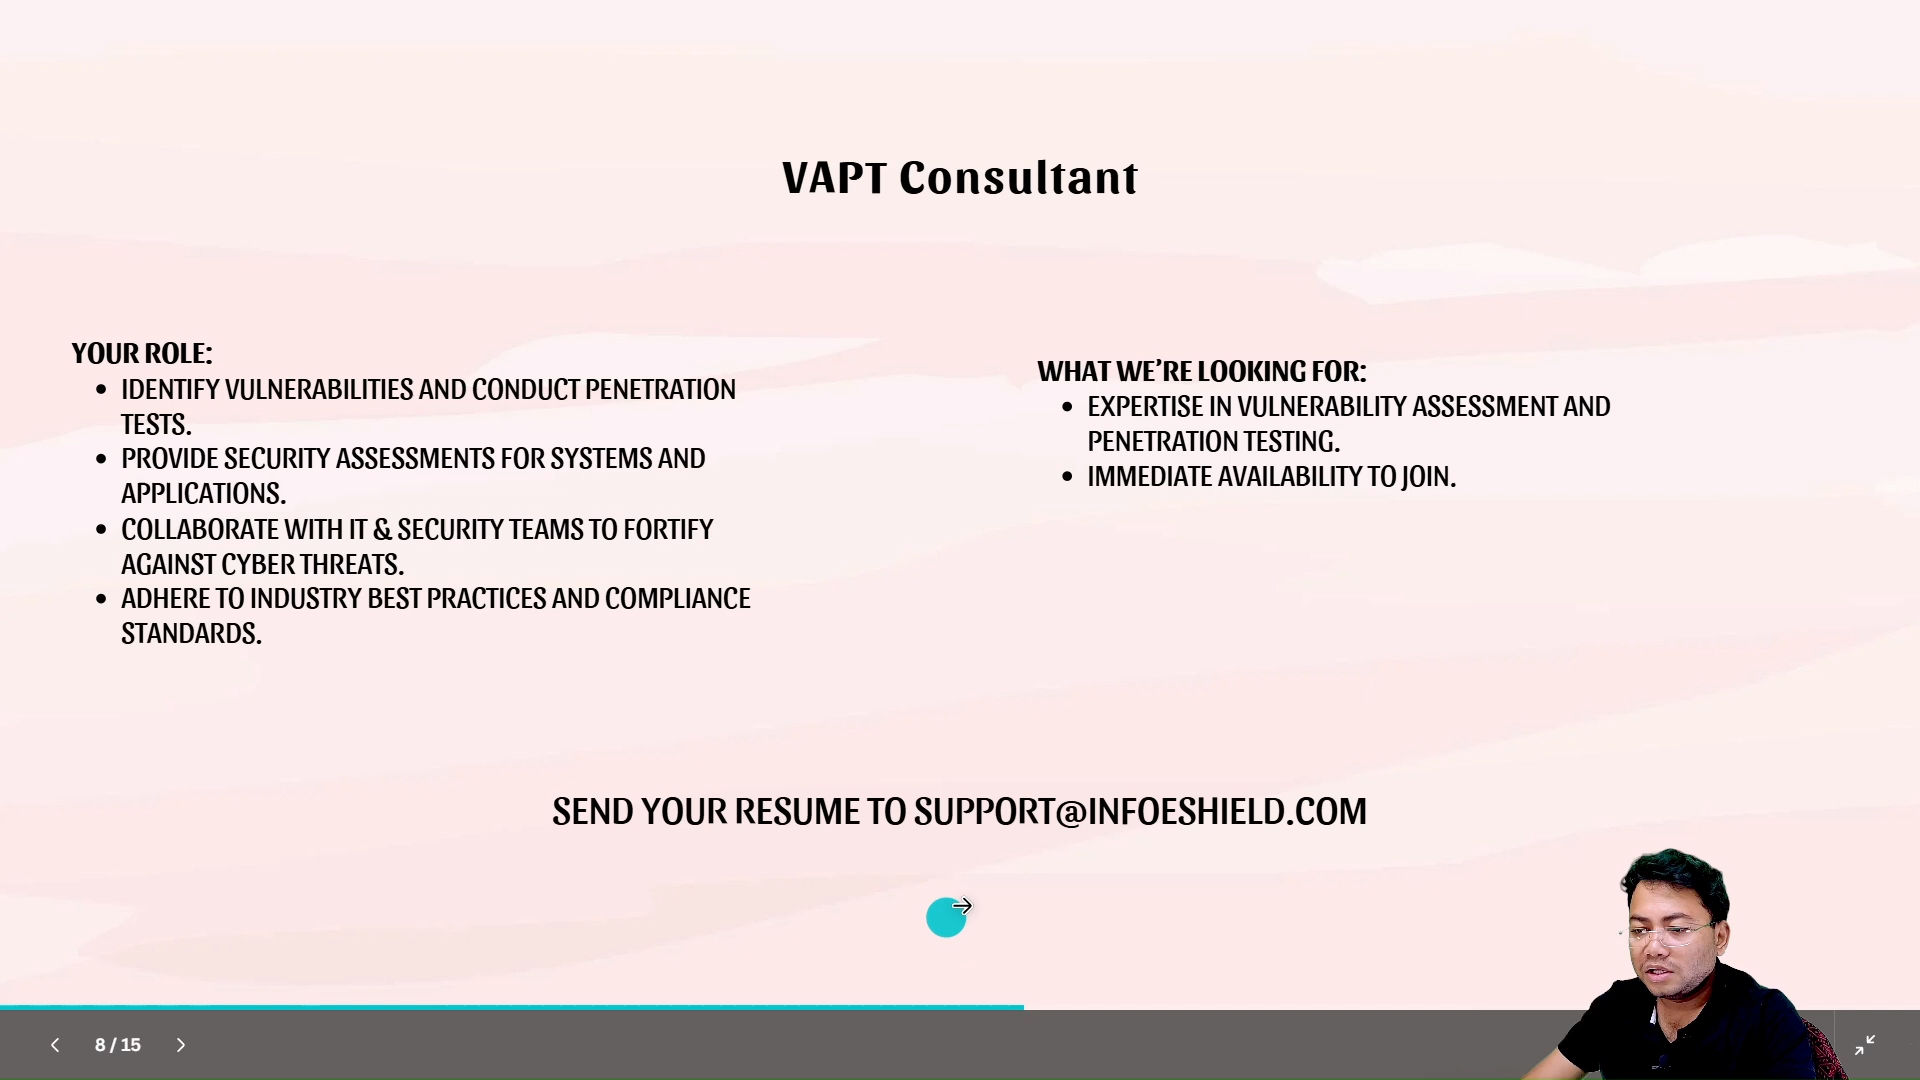 VAPT Consultant
YOUR ROLE:
• IDENTIFY VULNERABILITIES AND CONDUCT PENETRATION
TESTS.
• PROVIDE SECURITY ASSESSMENTS FOR SYSTEMS AND
APPLICATIONS.
• COLLABORATE WITH IT & SECURITY TEAMS TO FORTIFY
AGAINST CYBER THREATS.
• ADHERE TO INDUSTRY BEST PRACTICES AND COMPLIANCE
STANDARDS.
WHAT WE’RE LOOKING FOR:
• EXPERTISE IN VULNERABILITY ASSESSMENT AND
PENETRATION TESTING.
• IMMEDIATE AVAILABILITY TO JOIN.
SEND YOUR RESUME TO SUPPORT@INFOESHIELD.COM
8 / 15